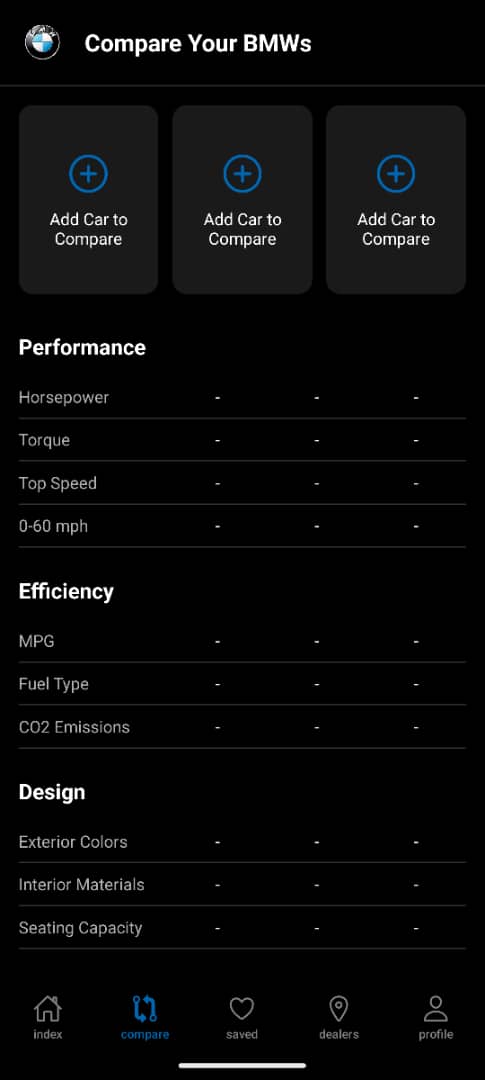 Compare Your BMWs
Add Car to
Compare
Add Car to
Compare
Add Car to
Compare
Performance
Horsepower - - -
Torque - - -
Top Speed - - -
0-60 mph - - -
Efficiency
MPG - - -
Fuel Type - - -
CO2 Emissions - - -
Design
Exterior Colors - - -
Interior Materials - - -
Seating Capacity - - -
index compare saved dealers profile